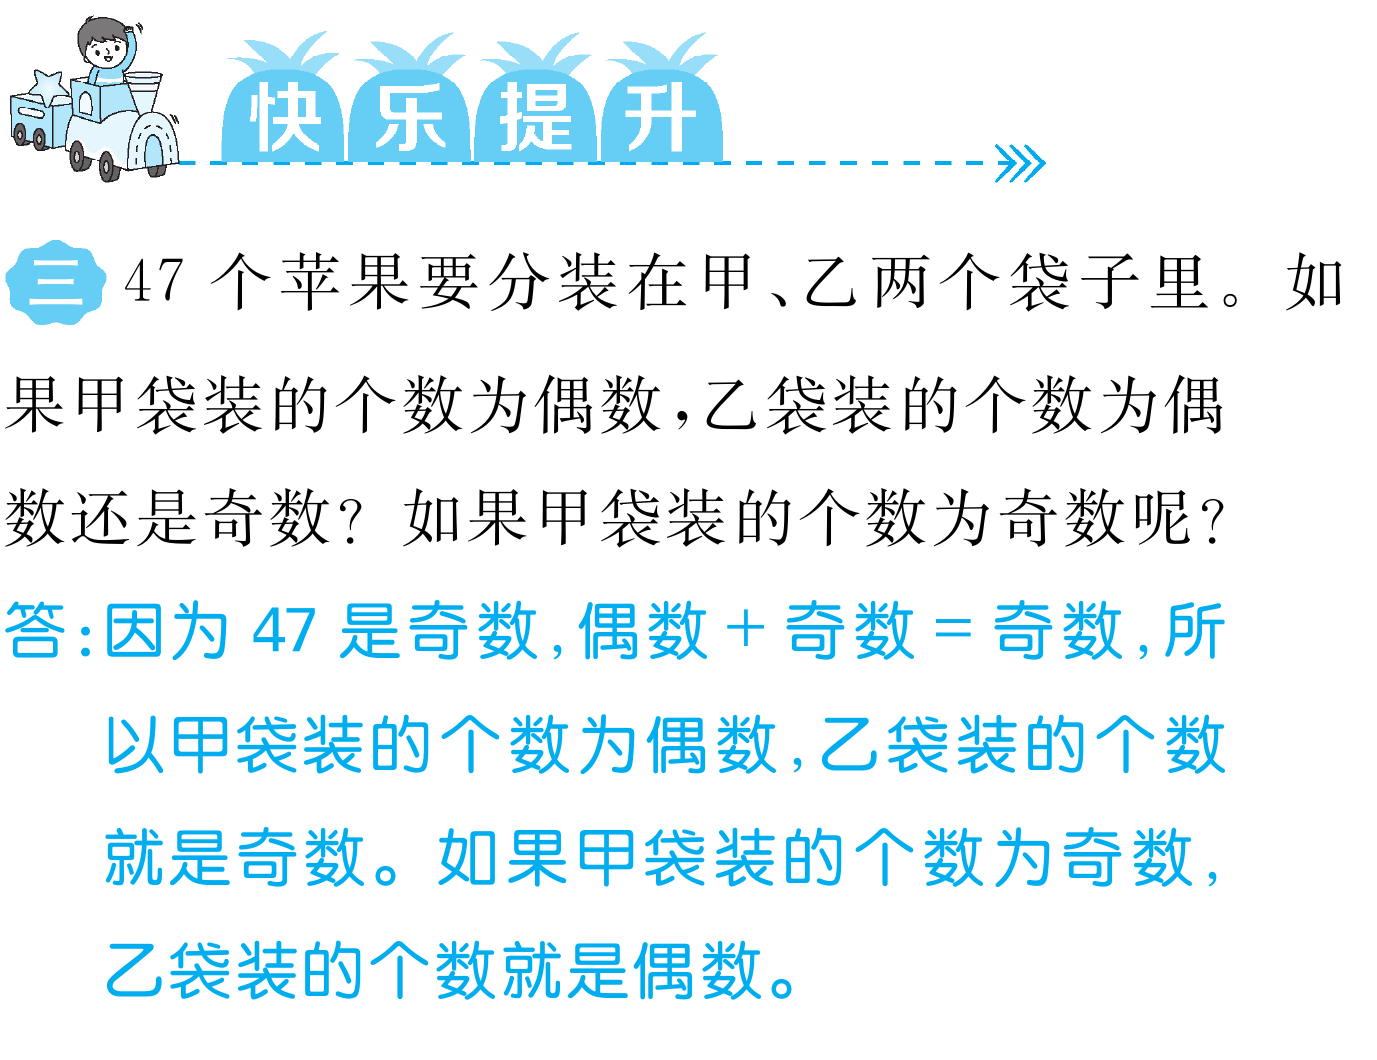 快乐提升
三 47 个苹果要分装在甲、乙两个袋子里。如
果甲袋装的个数为偶数,乙袋装的个数为偶
数还是奇数?如果甲袋装的个数为奇数呢?
答:因为 47 是奇数,偶数+奇数=奇数,所
以甲袋装的个数为偶数,乙袋装的个数
就是奇数。如果甲袋装的个数为奇数,
乙袋装的个数就是偶数。